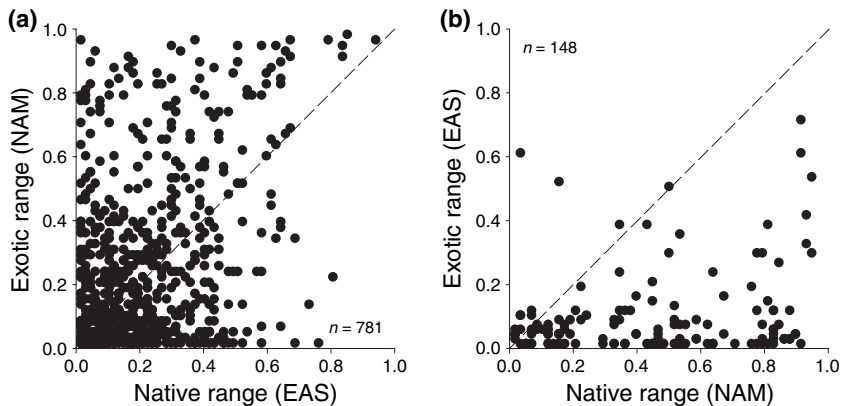 (a)
1.0
0.8
0.6
0.4
0.2
0.0
Exotic range (NAM)
n = 781
0.0 0.2 0.4 0.6 0.8 1.0
Native range (EAS)
(b)
1.0
0.8
0.6
0.4
0.2
0.0
Exotic range (EAS)
n = 148
0.0 0.2 0.4 0.6 0.8 1.0
Native range (NAM)